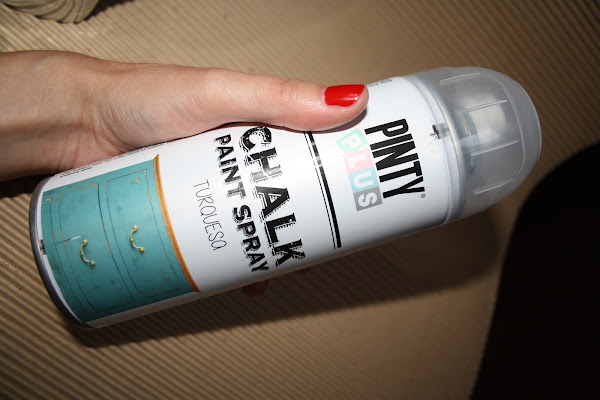 PINTY®
PLUS
CHALK
PAINT SPRAY
TURQUESA